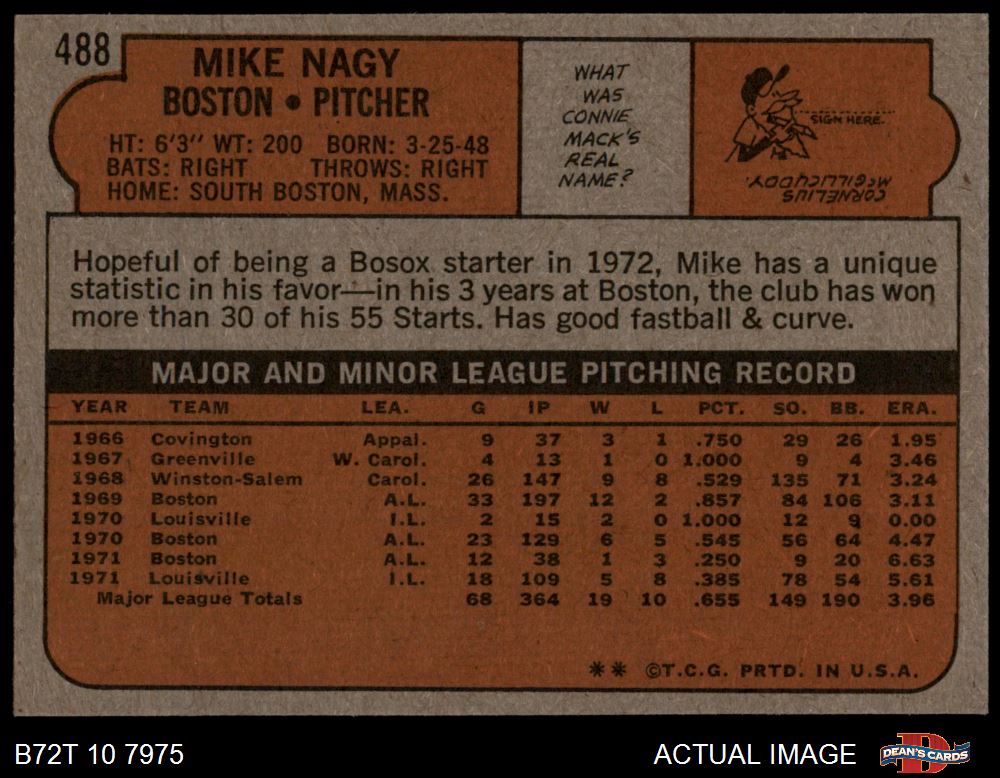 488
MIKE NAGY
BOSTON • PITCHER
HT: 6'3" WT: 200 BORN: 3-25-48
BATS: RIGHT THROWS: RIGHT
HOME: SOUTH BOSTON, MASS.
WHAT
WAS
CONNIE
MACK'S
REAL
NAME?
SIGN HERE.
CORNELIUS
McGILLICUDDY.
Hopeful of being a Bosox starter in 1972, Mike has a unique
statistic in his favor—in his 3 years at Boston, the club has won
more than 30 of his 55 Starts. Has good fastball & curve.
MAJOR AND MINOR LEAGUE PITCHING RECORD
YEAR TEAM LEA. G IP W L PCT. SO. BB. ERA.
1966 Covington Appal. 9 37 3 1 .750 29 26 1.95
1967 Greenville W. Carol. 4 13 1 0 1.000 9 4 3.46
1968 Winston-Salem Carol. 26 147 9 8 .529 135 71 3.24
1969 Boston A.L. 33 197 12 2 .857 84 106 3.11
1970 Louisville I.L. 2 15 2 0 1.000 12 9 0.00
1970 Boston A.L. 23 129 6 5 .545 56 64 4.47
1971 Boston A.L. 12 38 1 3 .250 9 20 6.63
1971 Louisville I.L. 18 109 5 8 .385 78 54 5.61
Major League Totals 68 364 19 10 .655 149 190 3.96
** ©T.C.G. PRTD. IN U.S.A.
B72T 10 7975
ACTUAL IMAGE
DEAN'S CARDS